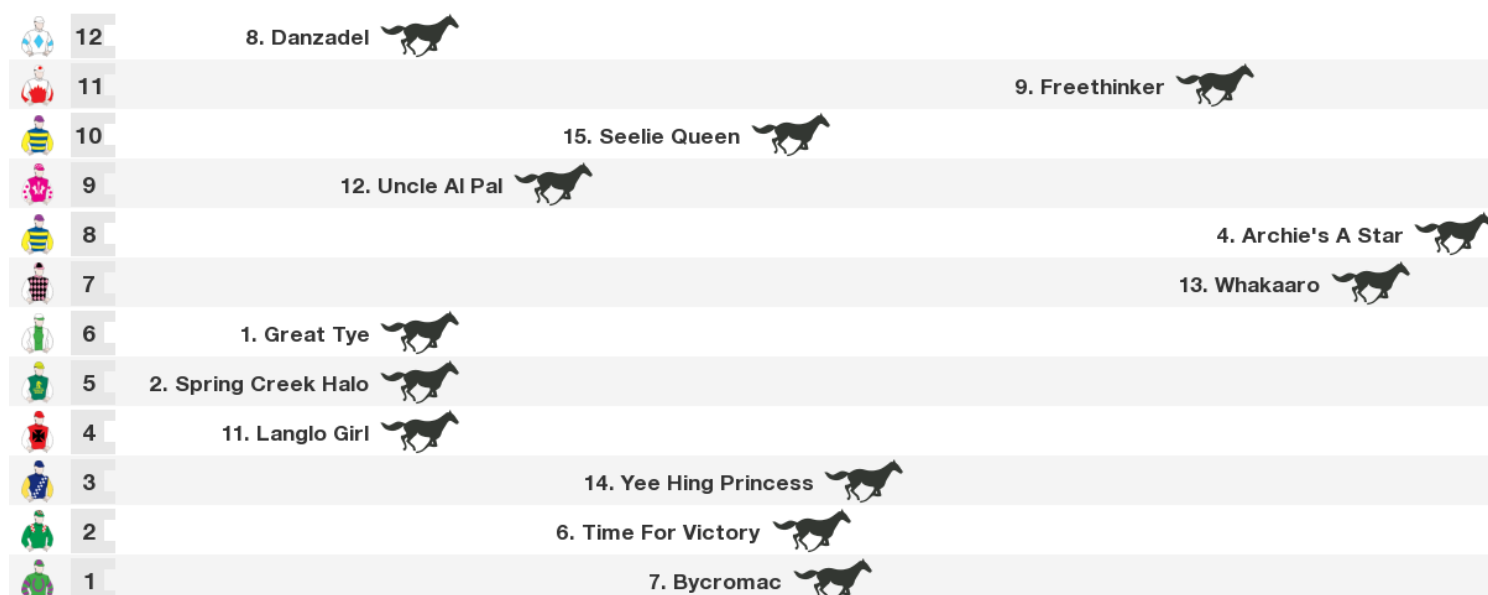 12 8. Danzadel
11 9. Freethinker
10 15. Seelie Queen
9 12. Uncle Al Pal
8 4. Archie's A Star
7 13. Whakaaro
6 1. Great Tye
5 2. Spring Creek Halo
4 11. Langlo Girl
3 14. Yee Hing Princess
2 6. Time For Victory
1 7. Bycromac